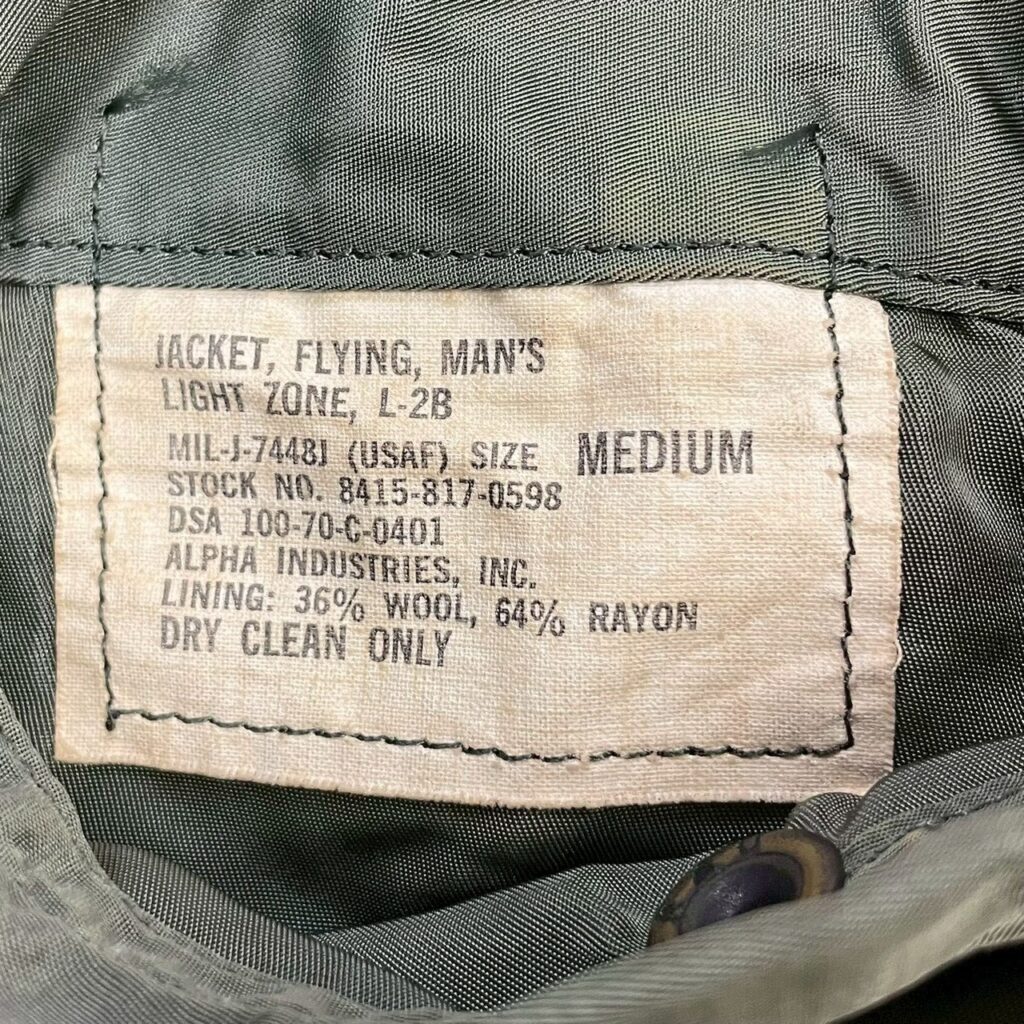 JACKET, FLYING, MAN'S
LIGHT ZONE, L-2B
MIL-J-7448J (USAF) SIZE MEDIUM
STOCK NO. 8415-817-0598
DSA 100-70-C-0401
ALPHA INDUSTRIES, INC.
LINING: 36% WOOL, 64% RAYON
DRY CLEAN ONLY